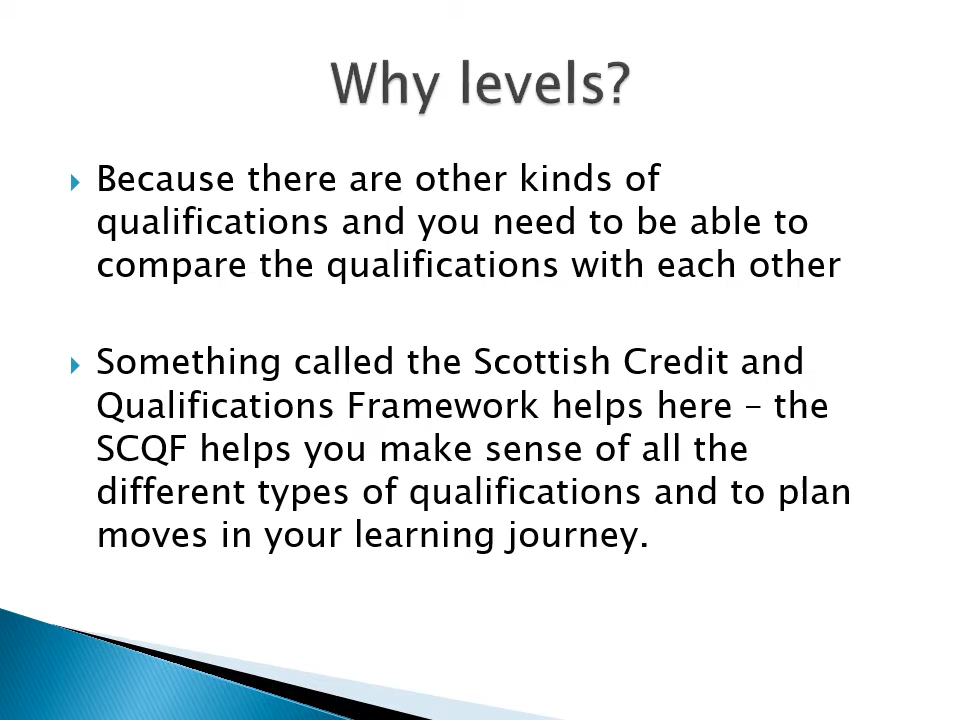 Why levels?
Because there are other kinds of
qualifications and you need to be able to
compare the qualifications with each other
Something called the Scottish Credit and
Qualifications Framework helps here – the
SCQF helps you make sense of all the
different types of qualifications and to plan
moves in your learning journey.